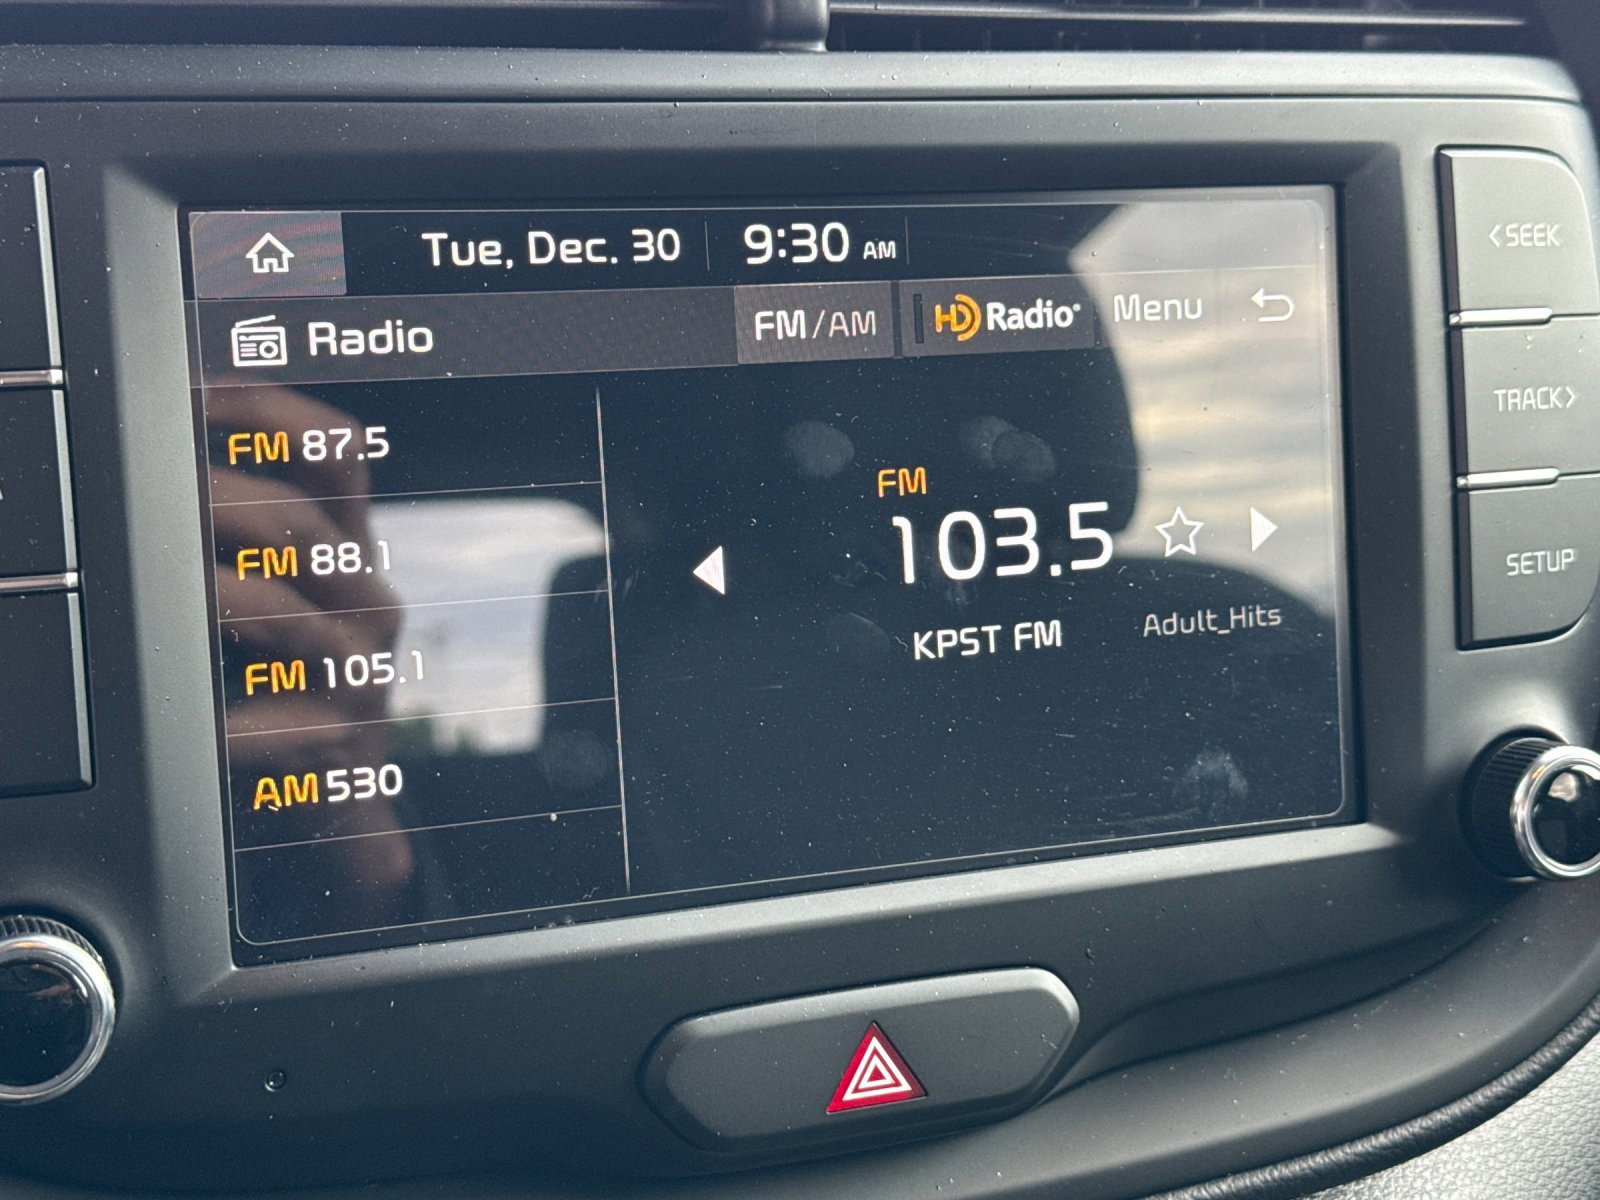 Tue, Dec. 30 9:30 AM
Radio FM/AM HD Radio® Menu
FM 87.5
FM 88.1
FM 105.1
AM 530
FM
103.5
KPST FM Adult_Hits
<SEEK
TRACK>
SETUP